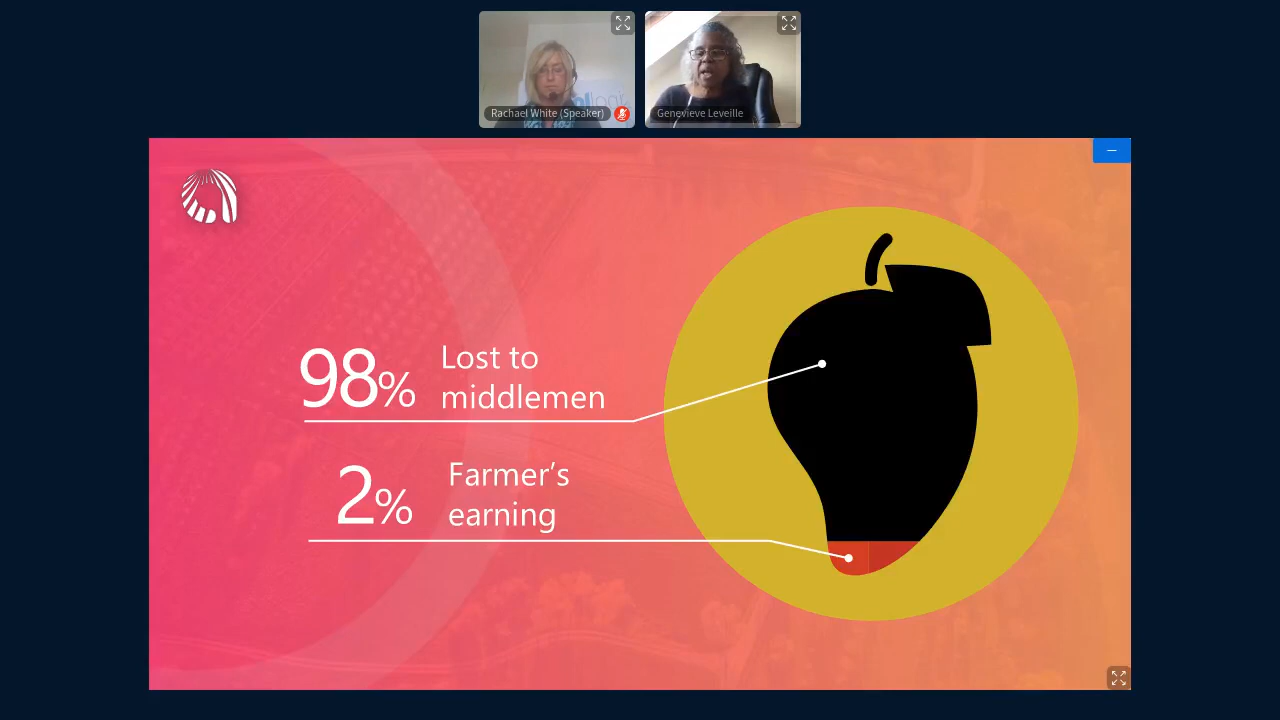 Rachael White (Speaker)
Genevieve Leveille
98% Lost to
middlemen
2% Farmer's
earning